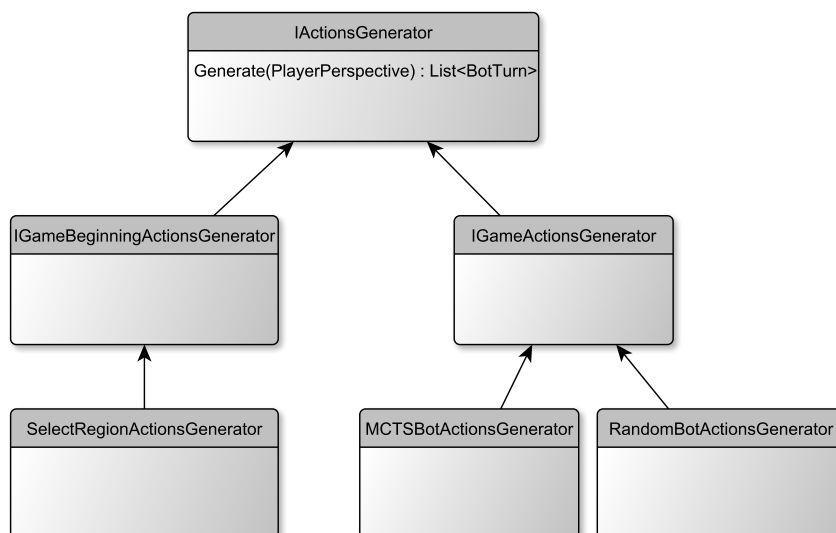 IActionsGenerator
Generate(PlayerPerspective) : List<BotTurn>
IGameBeginningActionsGenerator
IGameActionsGenerator
SelectRegionActionsGenerator
MCTSBotActionsGenerator
RandomBotActionsGenerator